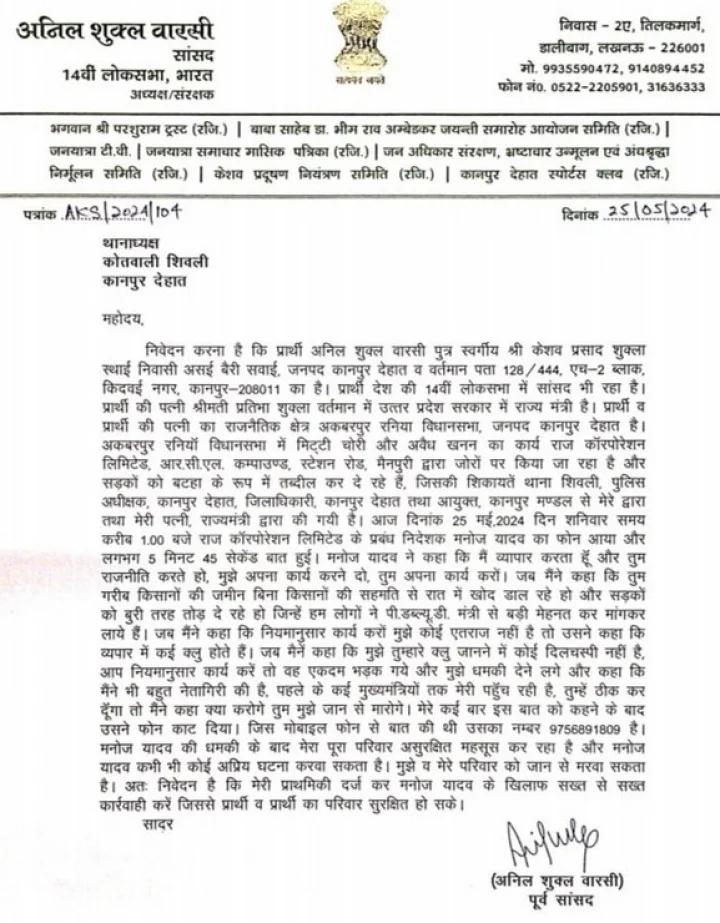 अनिल शुक्ल वारसी
सांसद
14वीं लोकसभा, भारत
अध्यक्ष/संरक्षक
सत्यमेव जयते
निवास - 2ए, तिलकमार्ग,
डालीबाग, लखनऊ - 226001
मो. 9935590472, 9140894452
फोन नं0. 0522-2205901, 31636333
भगवान श्री परशुराम ट्रस्ट (रजि.) | बाबा साहेब डा. भीम राव अम्बेडकर जयन्ती समारोह आयोजन समिति (रजि.) |
जनयात्रा टी.वी. | जनयात्रा समाचार मासिक पत्रिका (रजि.) | जन अधिकार संरक्षण, भ्रष्टाचार उन्मूलन एवं अंधश्रृद्धा
निर्मूलन समिति (रजि.) | केशव प्रदूषण नियंत्रण समिति (रजि.) | कानपुर देहात स्पोर्टस क्लब (रजि.)
पत्रांक AKS/2024/104
दिनांक 25/05/2024
थानाध्यक्ष
कोतवाली शिवली
कानपुर देहात
महोदय,
निवेदन करना है कि प्रार्थी अनिल शुक्ल वारसी पुत्र स्वर्गीय श्री केशव प्रसाद शुक्ला
स्थाई निवासी असई बैरी सवाई, जनपद कानपुर देहात व वर्तमान पता 128/444, एच-2 ब्लाक,
किदवई नगर, कानपुर-208011 का है। प्रार्थी देश की 14वीं लोकसभा में सांसद भी रहा है।
प्रार्थी की पत्नी श्रीमती प्रतिभा शुक्ला वर्तमान में उत्तर प्रदेश सरकार में राज्य मंत्री है। प्रार्थी व
प्रार्थी की पत्नी का राजनैतिक क्षेत्र अकबरपुर रनिया विधानसभा, जनपद कानपुर देहात है।
अकबरपुर रनियाँ विधानसभा में मिट्टी चोरी और अवैध खनन का कार्य राज कॉरपोरेशन
लिमिटेड, आर.सी.एल. कम्पाउण्ड, स्टेशन रोड, मैनपुरी द्वारा जोरों पर किया जा रहा है और
सड़कों को बटहा के रूप में तब्दील कर दे रहे हैं, जिसकी शिकायतें थाना शिवली, पुलिस
अधीक्षक, कानपुर देहात, जिलाधिकारी, कानपुर देहात तथा आयुक्त, कानपुर मण्डल से मेरे द्वारा
तथा मेरी पत्नी, राज्यमंत्री द्वारा की गयी है। आज दिनांक 25 मई,2024 दिन शनिवार समय
करीब 1.00 बजे राज कॉरपोरेशन लिमिटेड के प्रबंध निदेशक मनोज यादव का फोन आया और
लगभग 5 मिनट 45 सेकेंड बात हुई। मनोज यादव ने कहा कि मैं व्यापार करता हूँ और तुम
राजनीति करते हो, मुझे अपना कार्य करने दो, तुम अपना कार्य करों। जब मैंने कहा कि तुम
गरीब किसानों की जमीन बिना किसानों की सहमति से रात में खोद डाल रहे हो और सड़कों
को बुरी तरह तोड़ दे रहे हो जिन्हें हम लोगों ने पी.डब्ल्यू.डी. मंत्री से बड़ी मेहनत कर मांगकर
लाये हैं। जब मैंने कहा कि नियमानुसार कार्य करों मुझे कोई एतराज नहीं है तो उसने कहा कि
व्यपार में कई क्लु होते हैं। जब मैनें कहा कि मुझे तुम्हारे क्लु जानने में कोई दिलचस्पी नहीं है,
आप नियमानुसार कार्य करें तो वह एकदम भड़क गये और मुझे धमकी देने लगे और कहा कि
मैंने भी बहुत नेतागिरी की है, पहले के कई मुख्यमंत्रियों तक मेरी पहुँच रही है, तुम्हें ठीक कर
दूँगा तो मैंने कहा क्या करोगे तुम मुझे जान से मारोगे। मेरे कई बार इस बात को कहने के बाद
उसने फोन काट दिया। जिस मोबाइल फोन से बात की थी उसका नम्बर 9756891809 है।
मनोज यादव की धमकी के बाद मेरा पूरा परिवार असुरक्षित महसूस कर रहा है और मनोज
यादव कभी भी कोई अप्रिय घटना करवा सकता है। मुझे व मेरे परिवार को जान से मरवा सकता
है। अतः निवेदन है कि मेरी प्राथमिकी दर्ज कर मनोज यादव के खिलाफ सख्त से सख्त
कार्रवाही करें जिससे प्रार्थी व प्रार्थी का परिवार सुरक्षित हो सके।
सादर
(अनिल शुक्ल वारसी)
पूर्व सांसद